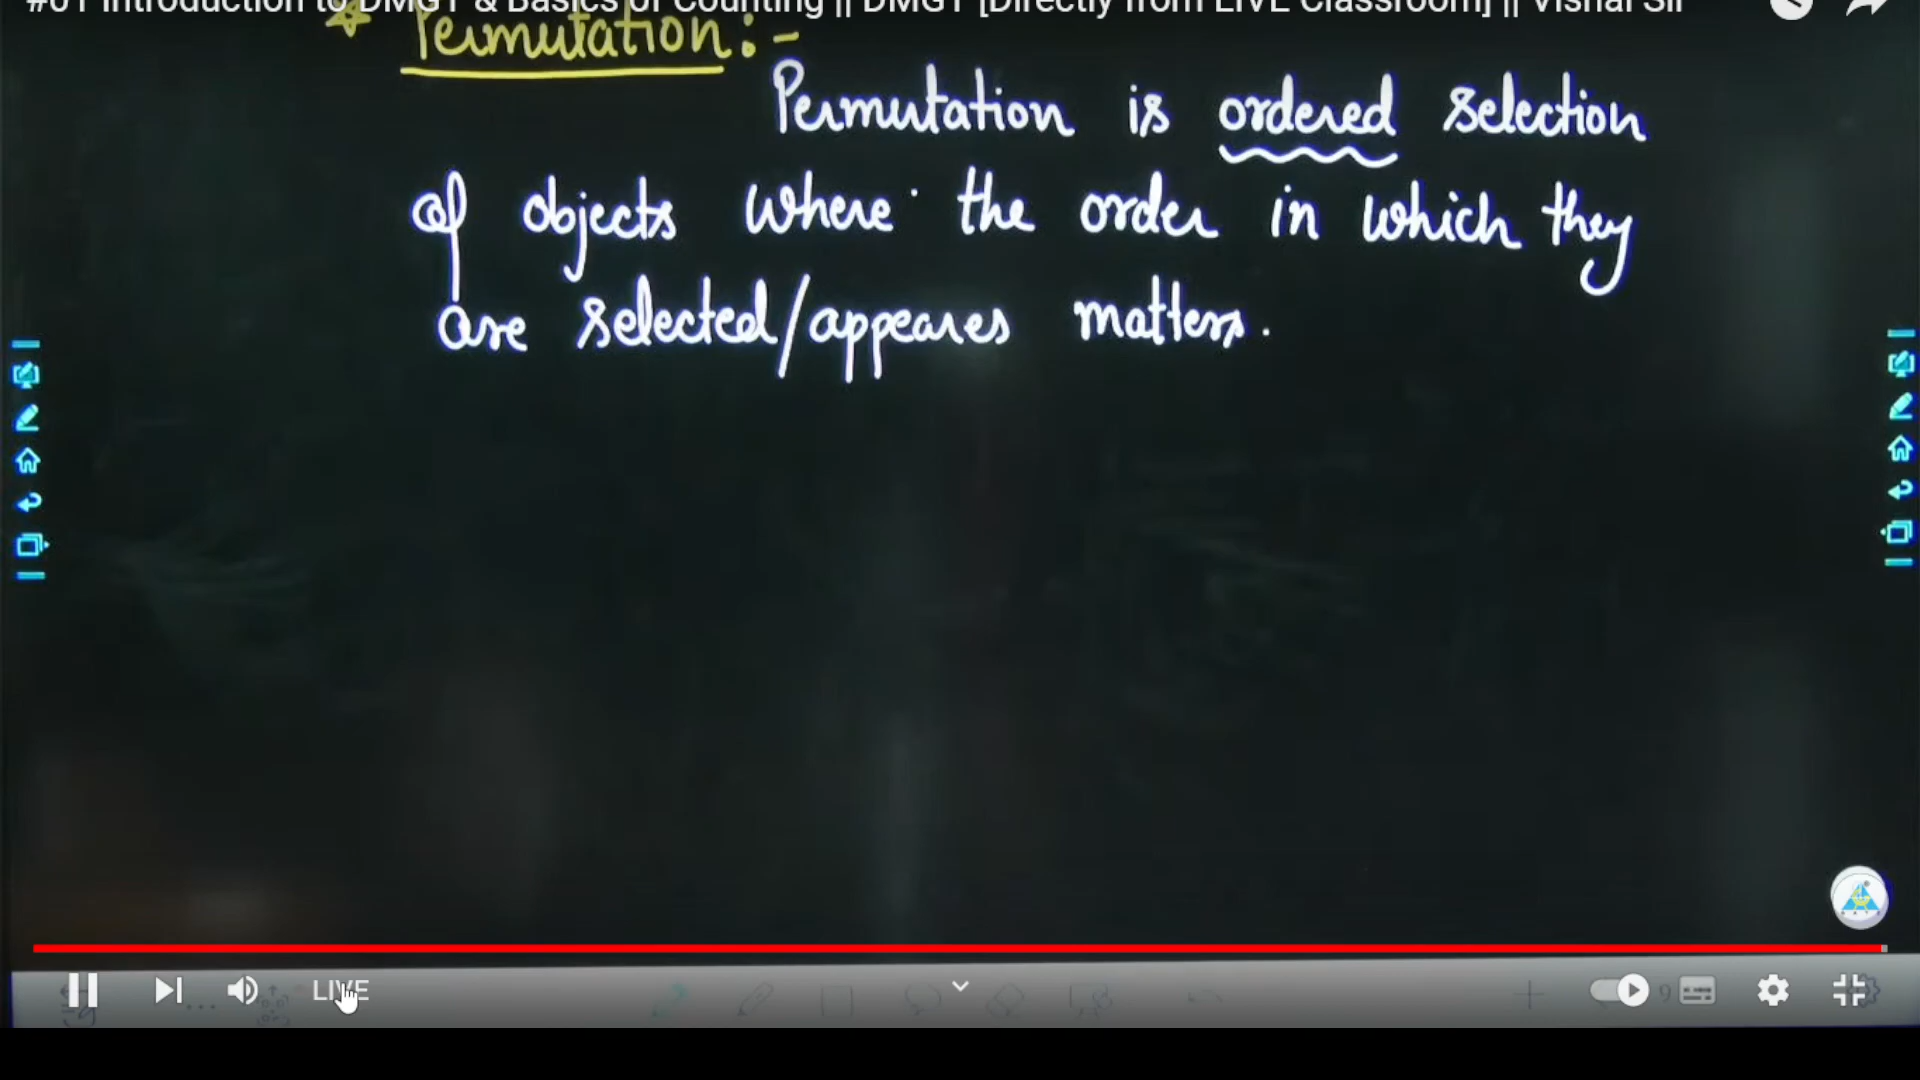 #01 Introduction to DMGT & Basics of Counting || DMGT [Directly from LIVE Classroom] || Vishal Sir
Permutation :-
Permutation is ordered selection
of objects where the order in which they
are selected/appeares matters.
LIVE